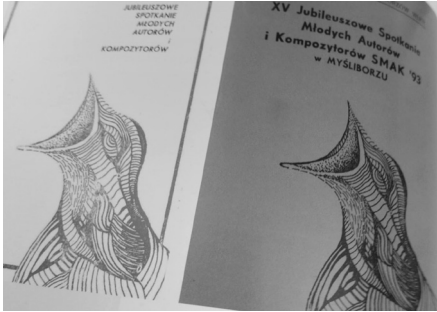 JUBILEUSZOWE
SPOTKANIE
MŁODYCH
AUTORÓW
i
KOMPOZYTORÓW
XV Jubileuszowe Spotkanie
Młodych Autorów
i Kompozytorów SMAK '93
w MYŚLIBORZU